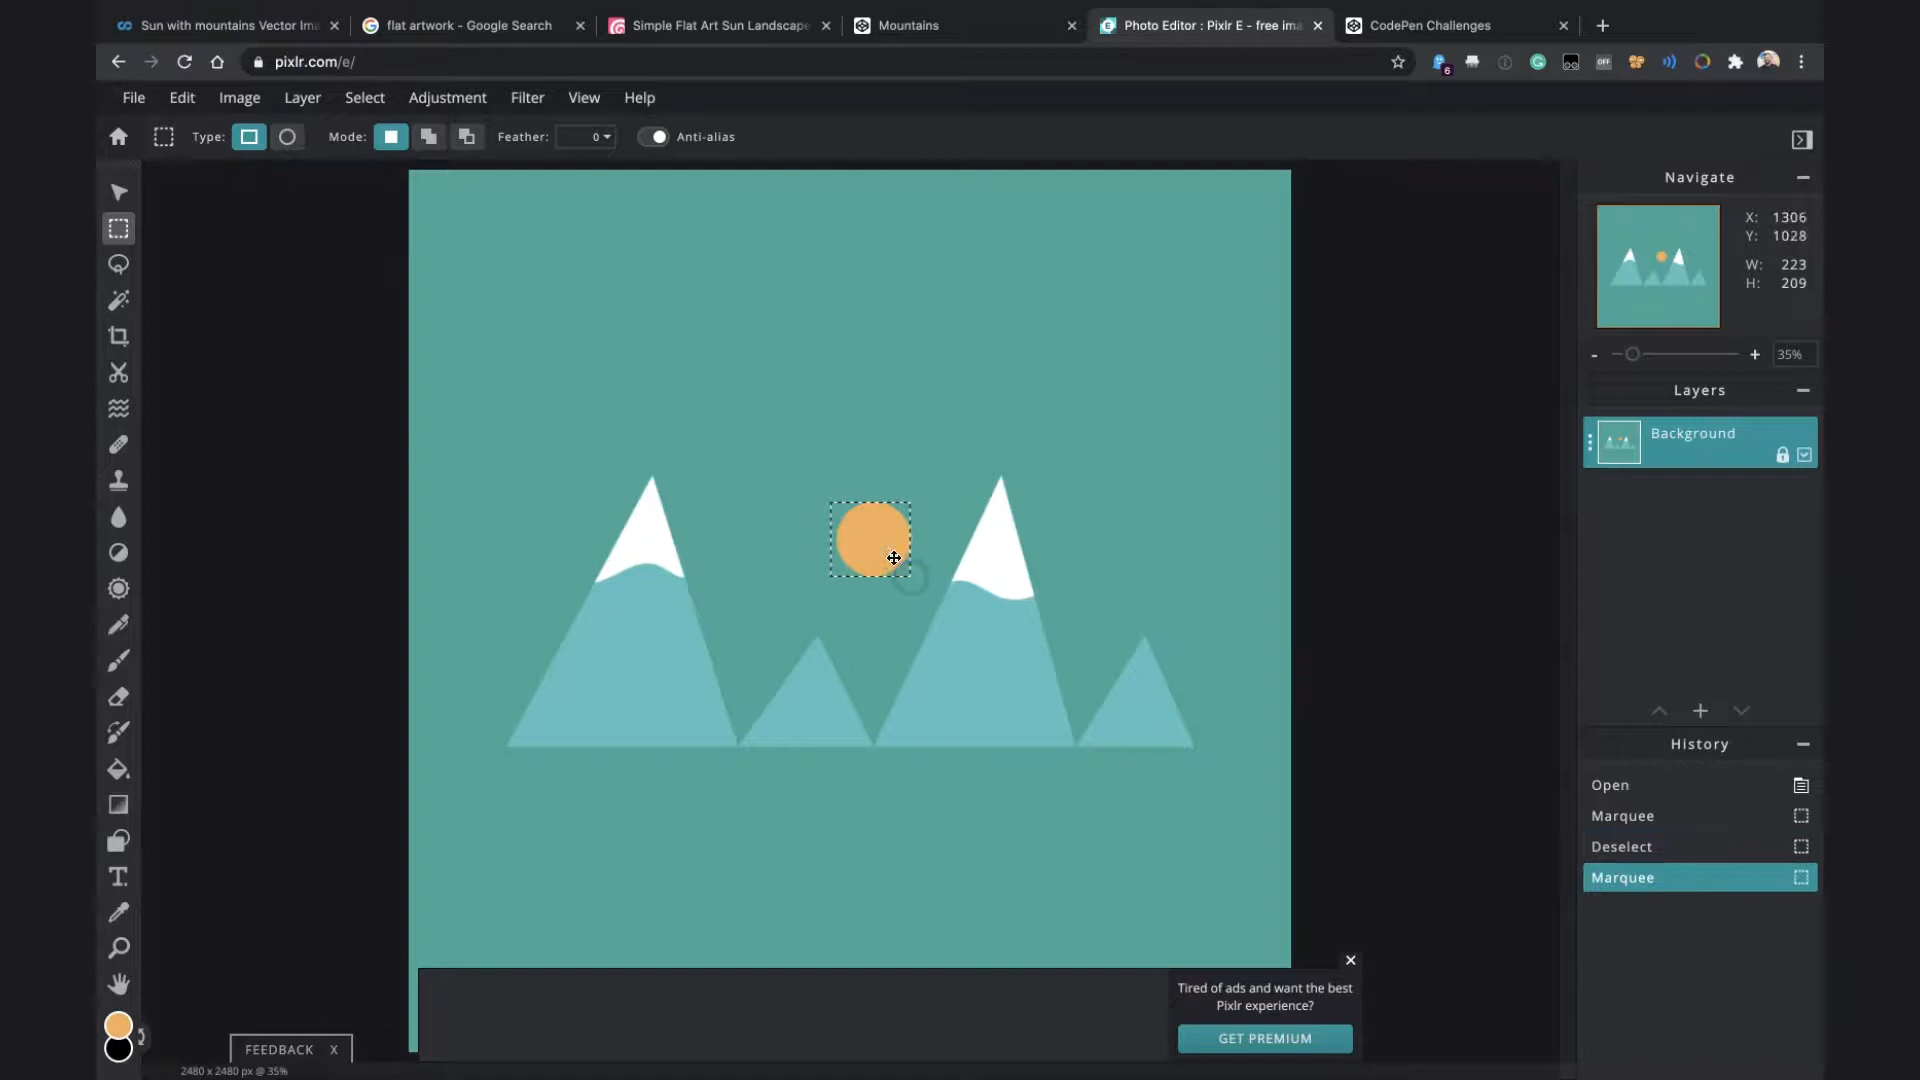 Sun with mountains Vector Ima
flat artwork - Google Search
Simple Flat Art Sun Landscape
Mountains
Photo Editor : Pixlr E - free ima
CodePen Challenges
pixlr.com/e/
6
OFF
File Edit Image Layer Select Adjustment Filter View Help
Type: Mode: Feather: 0 Anti-alias
Navigate
X: 1306
Y: 1028
W: 223
H: 209
- + 35%
Layers
Background
History
Open
Marquee
Deselect
Marquee
Tired of ads and want the best
Pixlr experience?
GET PREMIUM
FEEDBACK X
2480 x 2480 px @ 35%